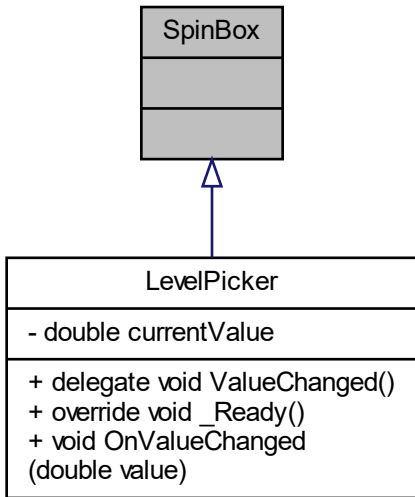 SpinBox
LevelPicker
- double currentValue
+ delegate void ValueChanged()
+ override void _Ready()
+ void OnValueChanged
(double value)